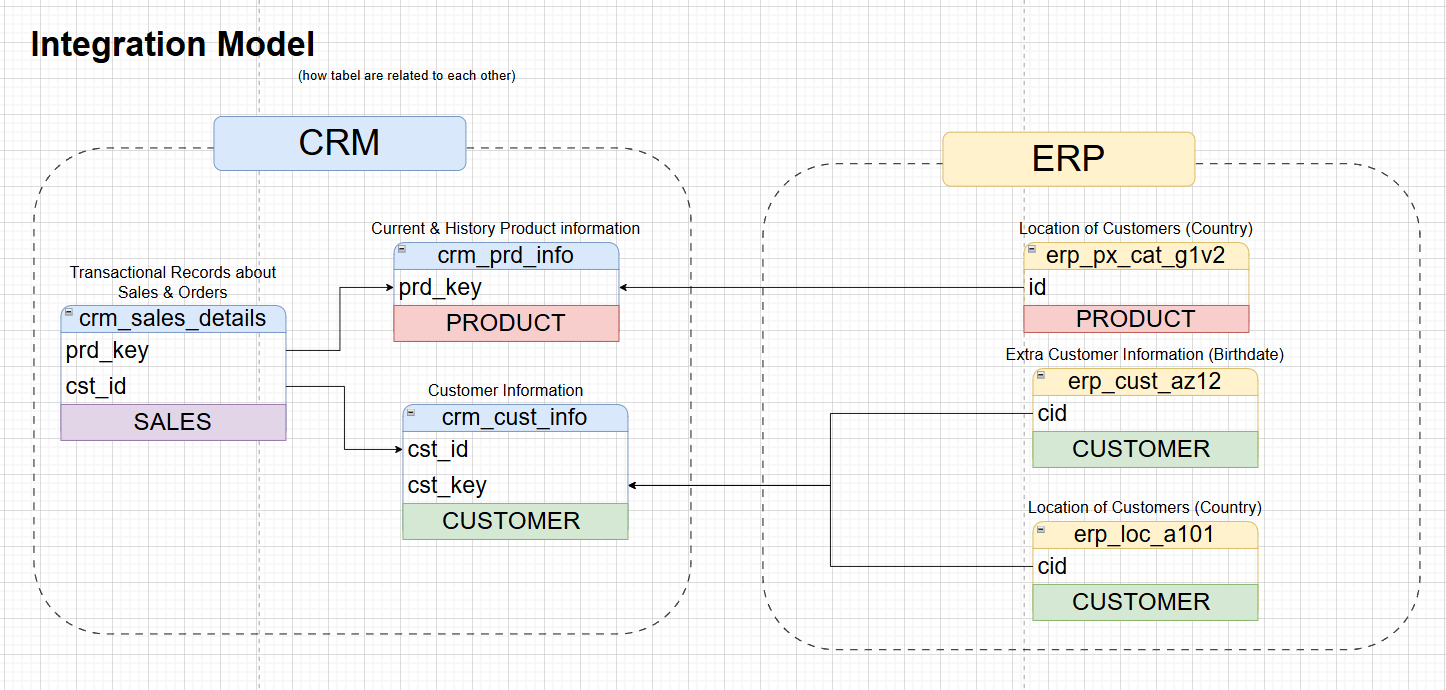 Integration Model
(how tabel are related to each other)
CRM
Transactional Records about
Sales & Orders
crm_sales_details
prd_key
cst_id
SALES
Current & History Product information
crm_prd_info
prd_key
PRODUCT
Customer Information
crm_cust_info
cst_id
cst_key
CUSTOMER
ERP
Location of Customers (Country)
erp_px_cat_g1v2
id
PRODUCT
Extra Customer Information (Birthdate)
erp_cust_az12
cid
CUSTOMER
Location of Customers (Country)
erp_loc_a101
cid
CUSTOMER